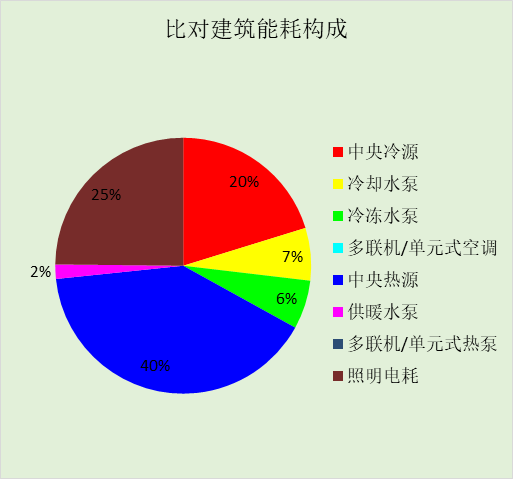 比对建筑能耗构成
20%
7%
6%
40%
2%
25%
中央冷源
冷却水泵
冷冻水泵
多联机/单元式空调
中央热源
供暖水泵
多联机/单元式热泵
照明电耗